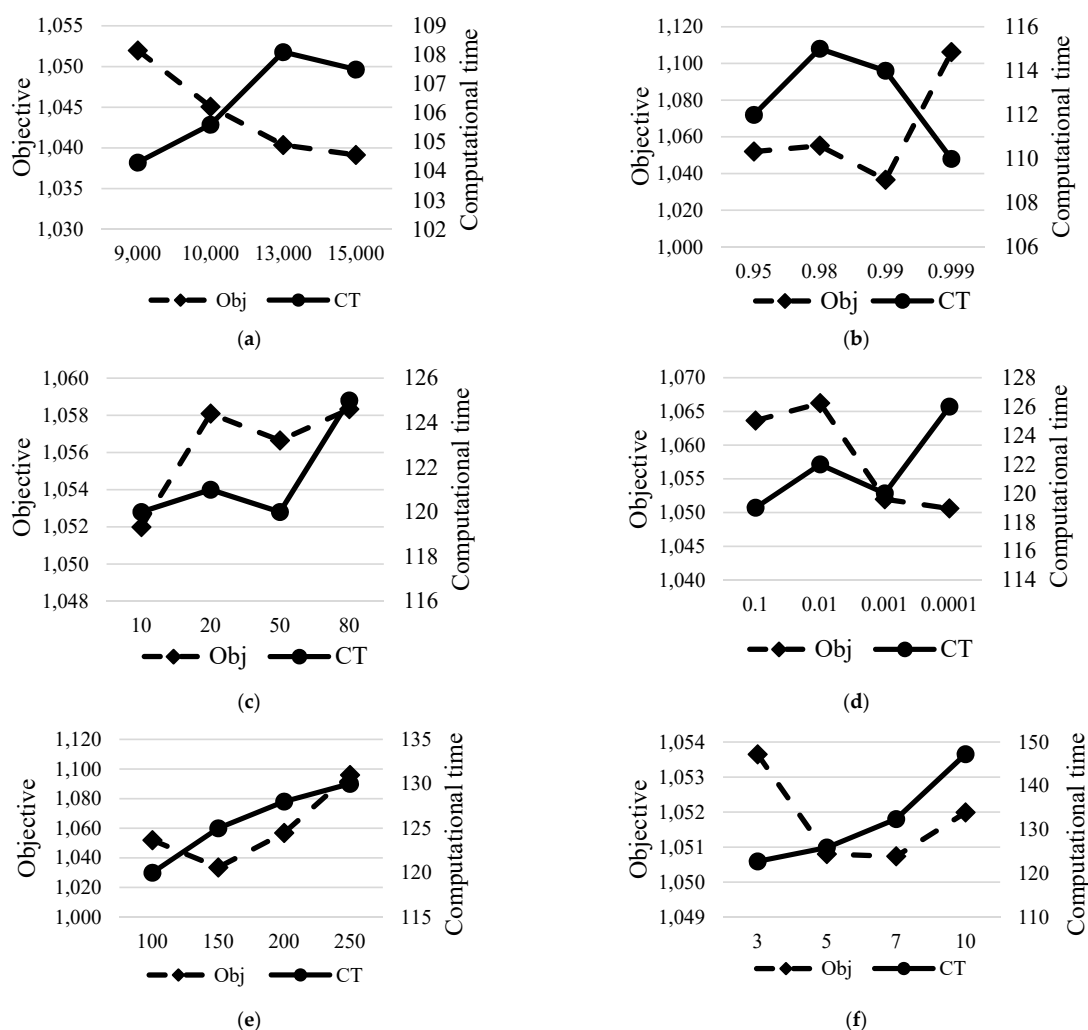 Objective
1,055
1,050
1,045
1,040
1,035
1,030
109
108
107
106
105
104
103
102
Computational time
9,000 10,000 13,000 15,000
Obj CT
(a)
Objective
1,120
1,100
1,080
1,060
1,040
1,020
1,000
116
114
112
110
108
106
Computational time
0.95 0.98 0.99 0.999
Obj CT
(b)
Objective
1,060
1,058
1,056
1,054
1,052
1,050
1,048
126
124
122
120
118
116
Computational time
10 20 50 80
Obj CT
(c)
Objective
1,070
1,065
1,060
1,055
1,050
1,045
1,040
128
126
124
122
120
118
116
114
Computational time
0.1 0.01 0.001 0.0001
Obj CT
(d)
Objective
1,120
1,100
1,080
1,060
1,040
1,020
1,000
135
130
125
120
115
Computational time
100 150 200 250
Obj CT
(e)
Objective
1,054
1,053
1,052
1,051
1,050
1,049
150
140
130
120
110
Computational time
3 5 7 10
Obj CT
(f)